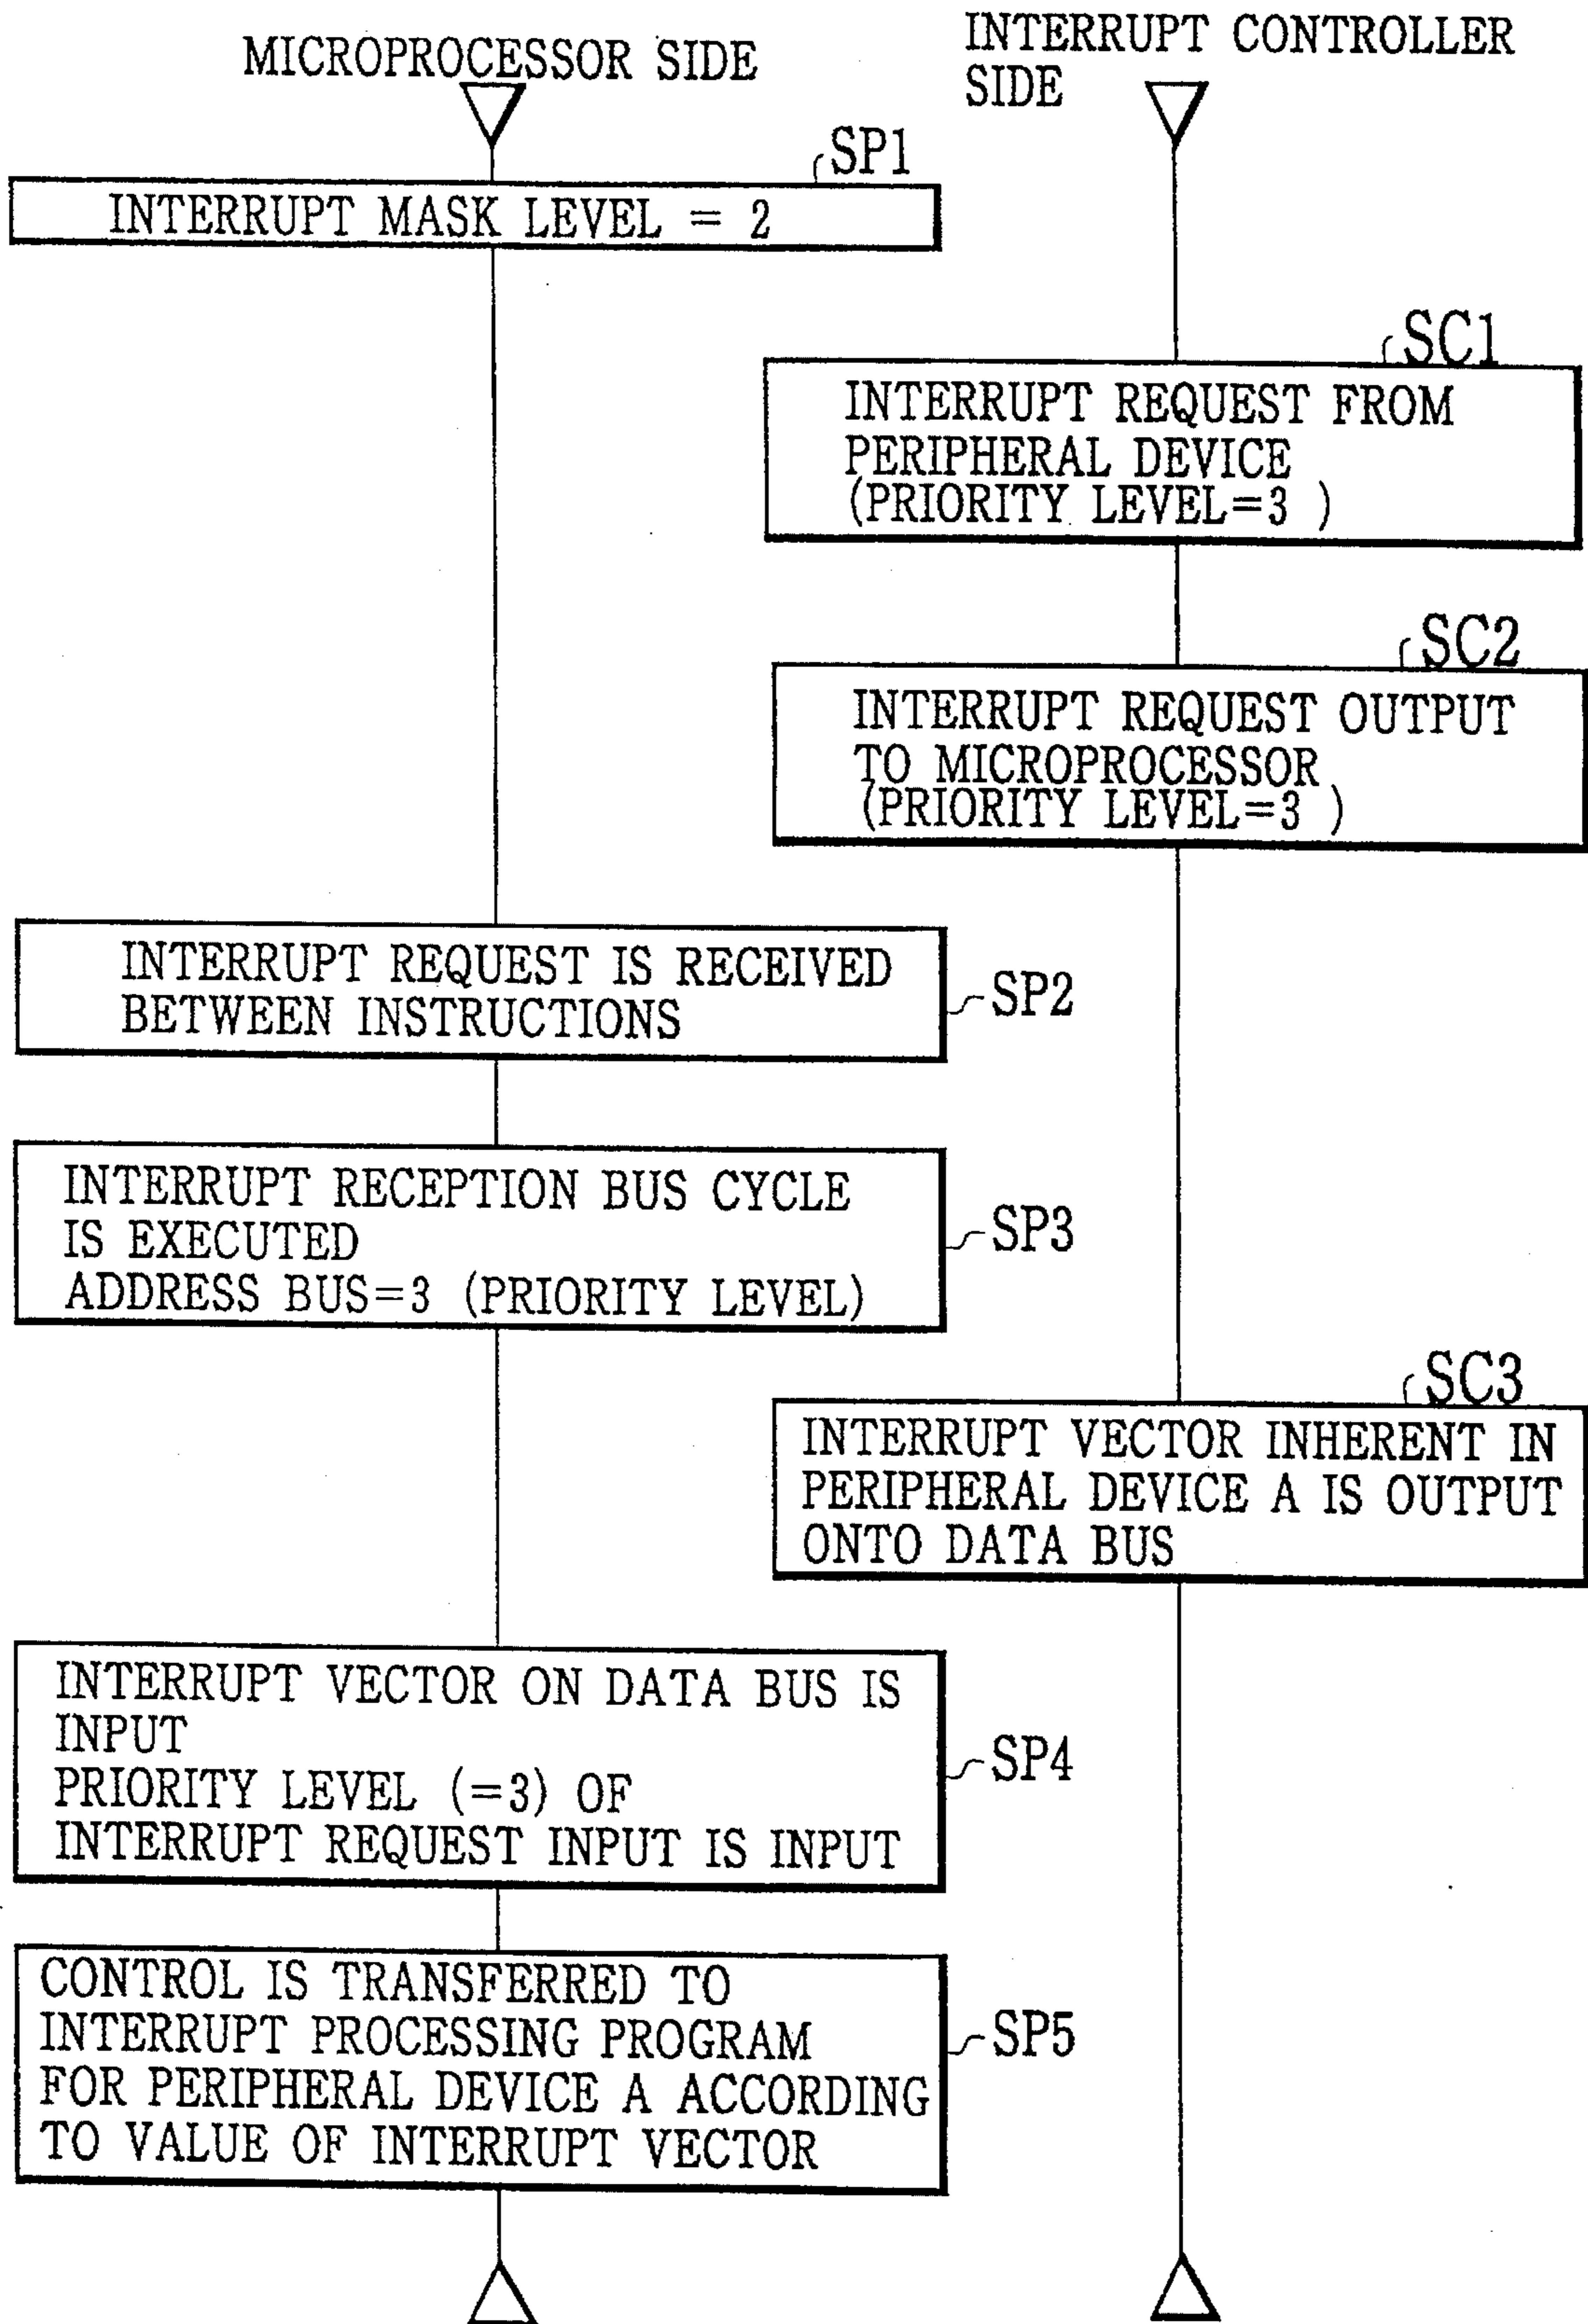 MICROPROCESSOR SIDE
INTERRUPT CONTROLLER
SIDE
SP1
INTERRUPT MASK LEVEL = 2
SC1
INTERRUPT REQUEST FROM
PERIPHERAL DEVICE
(PRIORITY LEVEL=3 )
SC2
INTERRUPT REQUEST OUTPUT
TO MICROPROCESSOR
(PRIORITY LEVEL=3 )
INTERRUPT REQUEST IS RECEIVED
BETWEEN INSTRUCTIONS
SP2
INTERRUPT RECEPTION BUS CYCLE
IS EXECUTED
ADDRESS BUS=3 (PRIORITY LEVEL)
SP3
SC3
INTERRUPT VECTOR INHERENT IN
PERIPHERAL DEVICE A IS OUTPUT
ONTO DATA BUS
INTERRUPT VECTOR ON DATA BUS IS
INPUT
PRIORITY LEVEL (=3) OF
INTERRUPT REQUEST INPUT IS INPUT
SP4
CONTROL IS TRANSFERRED TO
INTERRUPT PROCESSING PROGRAM
FOR PERIPHERAL DEVICE A ACCORDING
TO VALUE OF INTERRUPT VECTOR
SP5